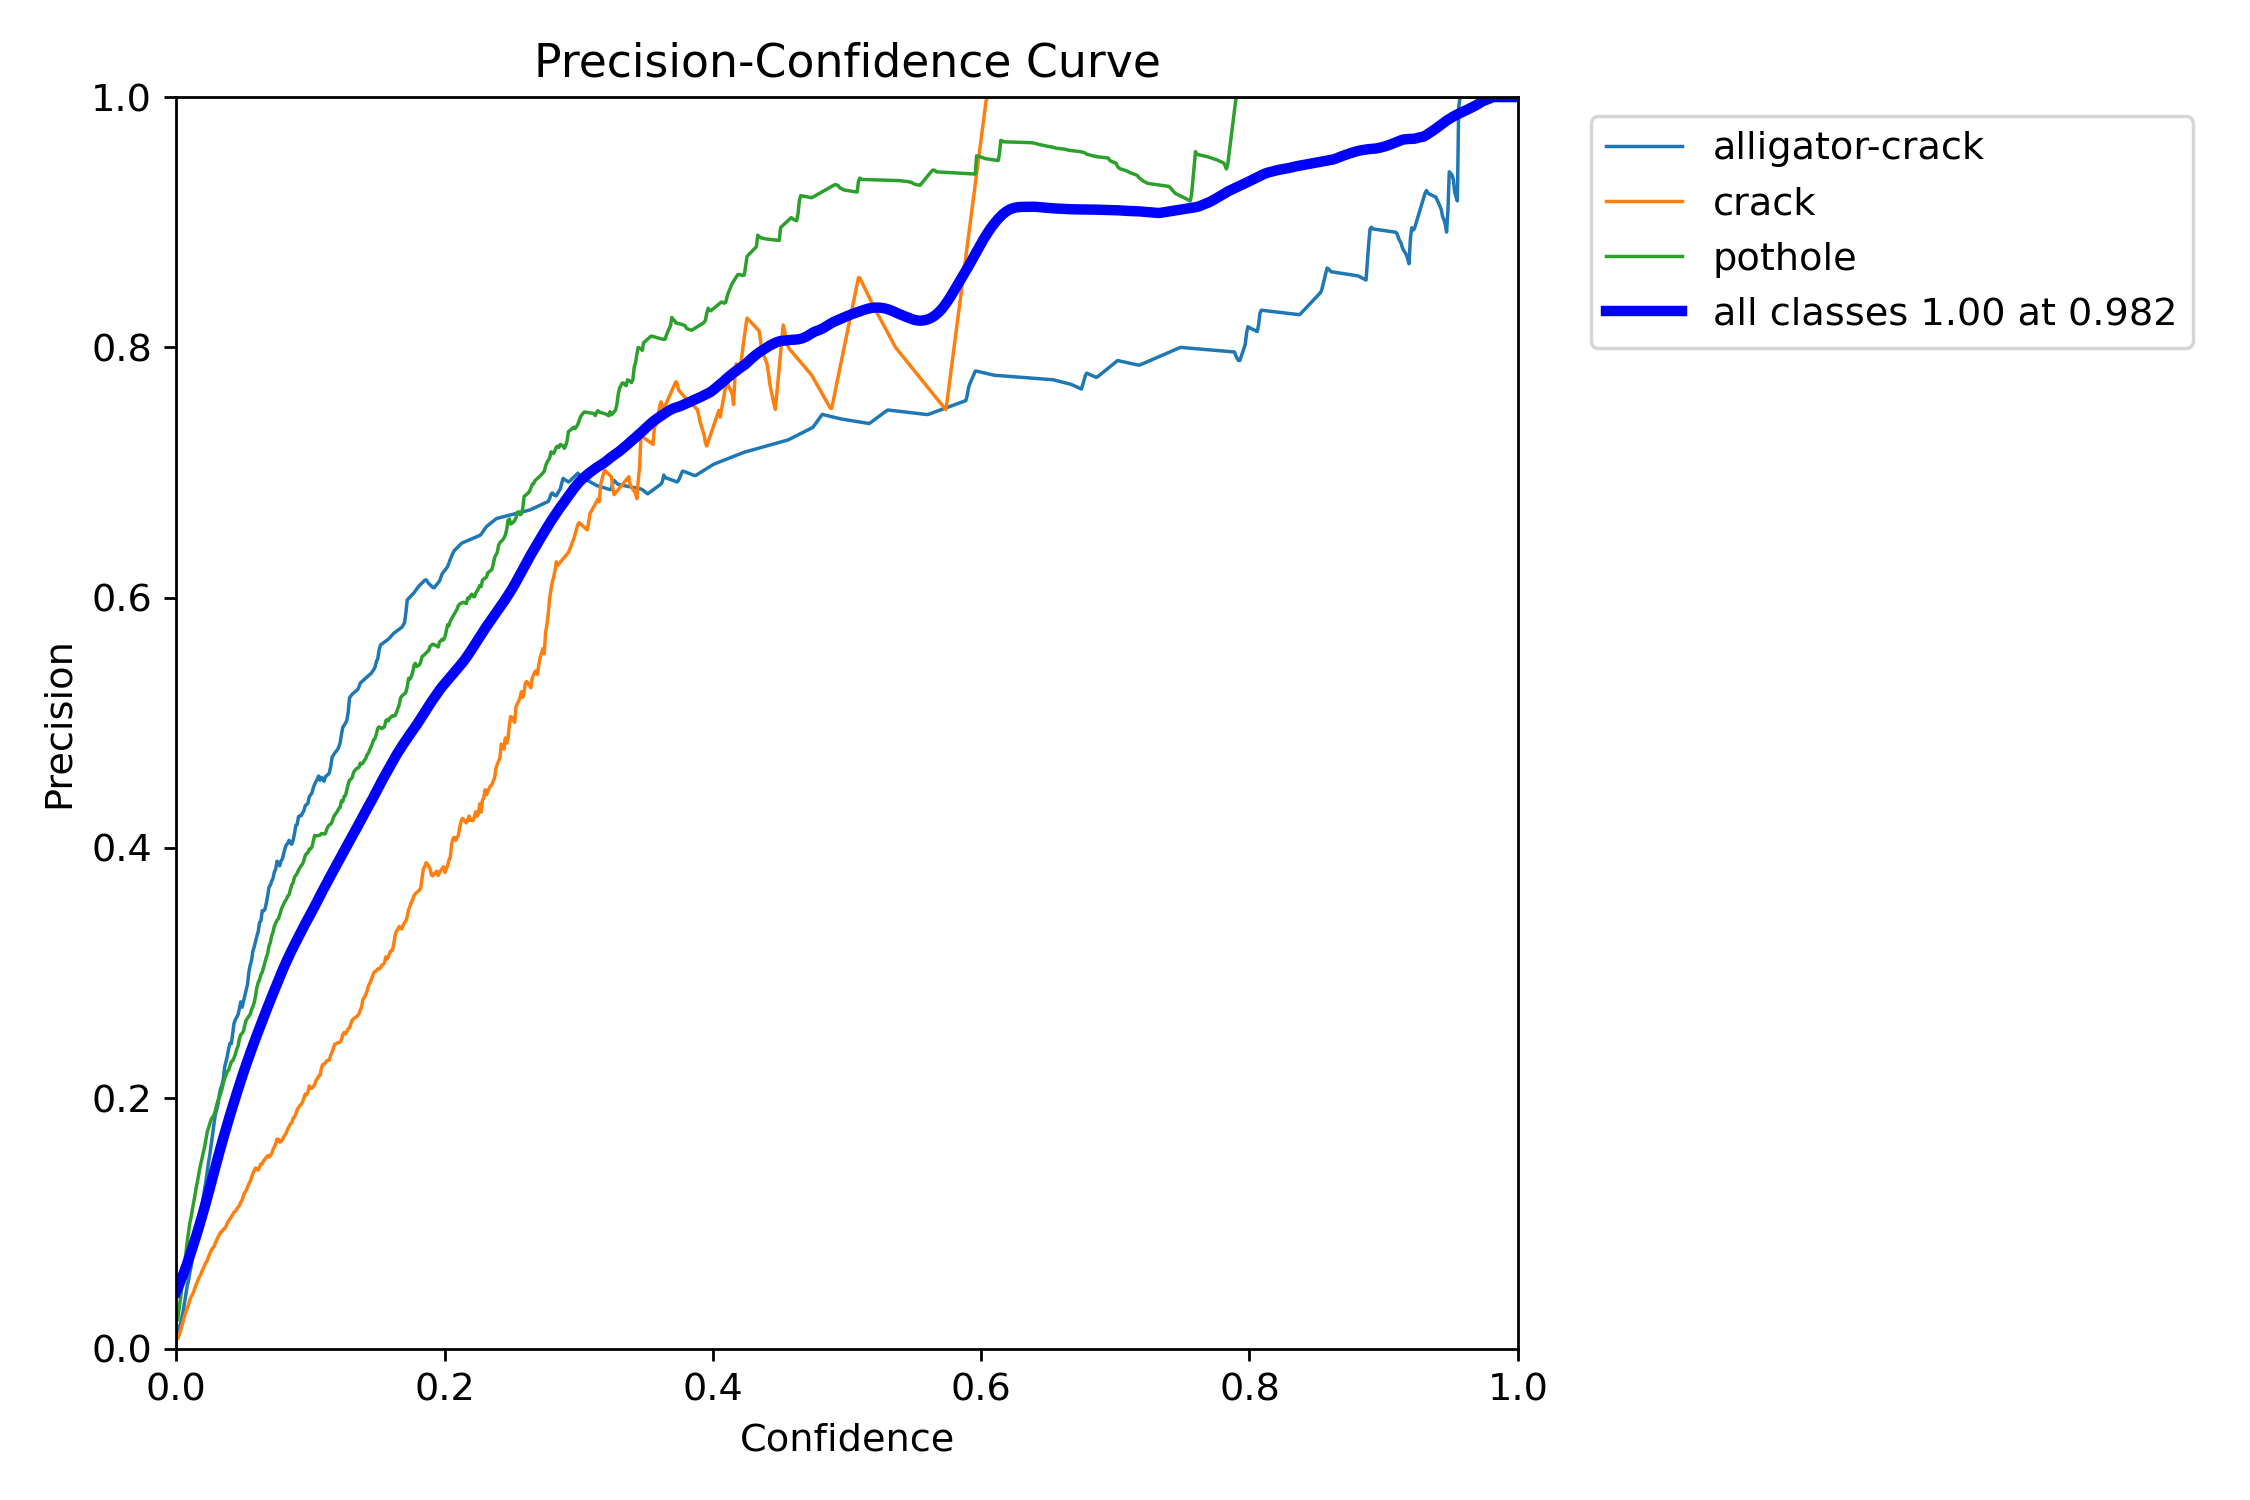 Precision-Confidence Curve
1.0
0.8
0.6
0.4
0.2
0.0
Precision
0.0 0.2 0.4 0.6 0.8 1.0
Confidence
alligator-crack
crack
pothole
all classes 1.00 at 0.982